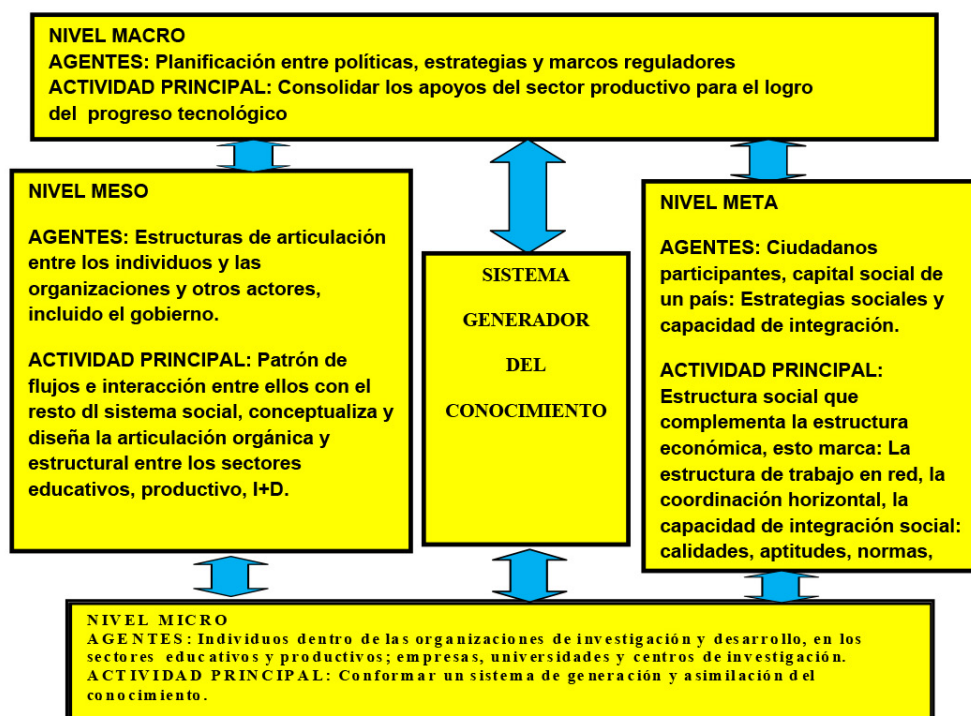 NIVEL MACRO
AGENTES: Planificación entre políticas, estrategias y marcos reguladores
ACTIVIDAD PRINCIPAL: Consolidar los apoyos del sector productivo para el logro
del progreso tecnológico
NIVEL MESO
AGENTES: Estructuras de articulación
entre los individuos y las
organizaciones y otros actores,
incluido el gobierno.
ACTIVIDAD PRINCIPAL: Patrón de
flujos e interacción entre ellos con el
resto dl sistema social, conceptualiza y
diseña la articulación orgánica y
estructural entre los sectores
educativos, productivo, I+D.
SISTEMA
GENERADOR
DEL
CONOCIMIENTO
NIVEL META
AGENTES: Ciudadanos
participantes, capital social de
un país: Estrategias sociales y
capacidad de integración.
ACTIVIDAD PRINCIPAL:
Estructura social que
complementa la estructura
económica, esto marca: La
estructura de trabajo en red, la
coordinación horizontal, la
capacidad de integración social:
calidades, aptitudes, normas,
NIVEL MICRO
AGENTES: Individuos dentro de las organizaciones de investigación y desarrollo, en los
sectores educativos y productivos; empresas, universidades y centros de investigación.
ACTIVIDAD PRINCIPAL: Conformar un sistema de generación y asimilación del
conocimiento.